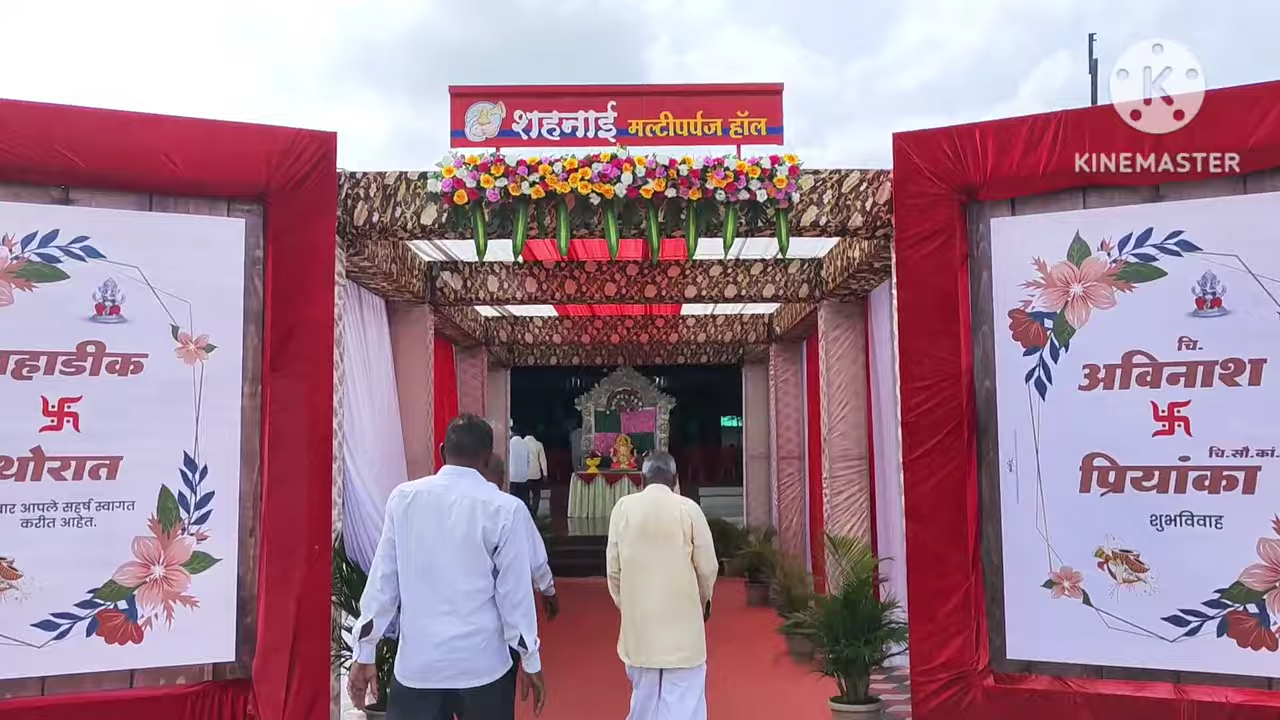 शहनाई मल्टीपर्पज हॉल
KINEMASTER
हाडीक
थोरात
वार आपले सहर्ष स्वागत
करीत आहेत.
चि.
अविनाश
चि.सौ.कां.
प्रियांका
शुभविवाह